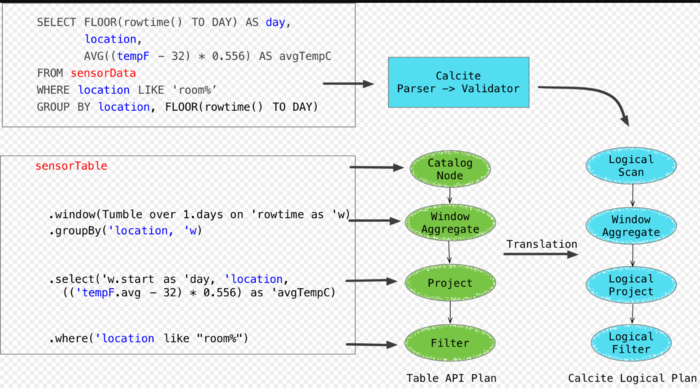 SELECT FLOOR(rowtime() TO DAY) AS day,
location,
AVG((tempF - 32) * 0.556) AS avgTempC
FROM sensorData
WHERE location LIKE 'room%’
GROUP BY location, FLOOR(rowtime() TO DAY)
Calcite
Parser -> Validator
sensorTable
.window(Tumble over 1.days on 'rowtime as 'w)
.groupBy('location, 'w)
.select('w.start as 'day, 'location,
(('tempF.avg - 32) * 0.556) as 'avgTempC)
.where('location like "room%")
Catalog
Node
Window
Aggregate
Project
Filter
Table API Plan
Translation
Logical
Scan
Window
Aggregate
Logical
Project
Logical
Filter
Calcite Logical Plan